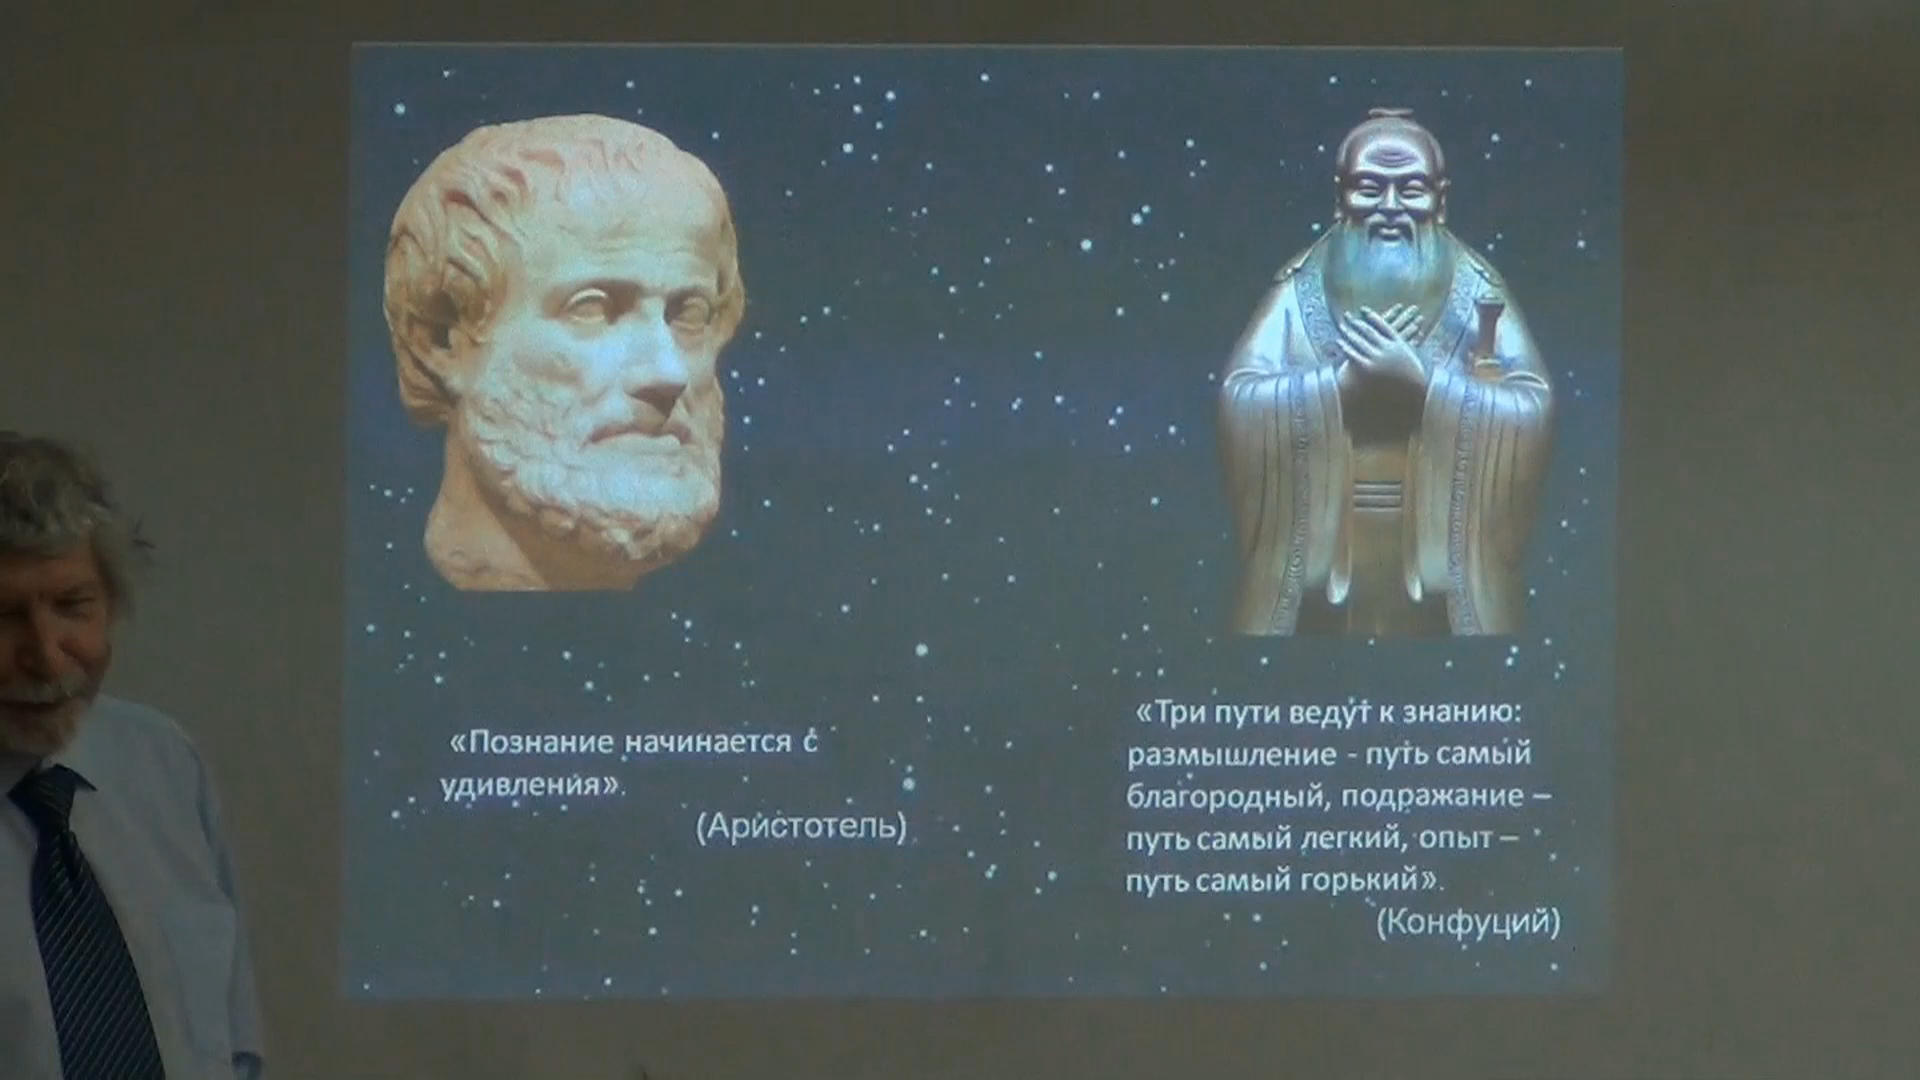 «Познание начинается с
удивления».
(Аристотель)
«Три пути ведут к знанию:
размышление - путь самый
благородный, подражание –
путь самый легкий, опыт –
путь самый горький».
(Конфуций)